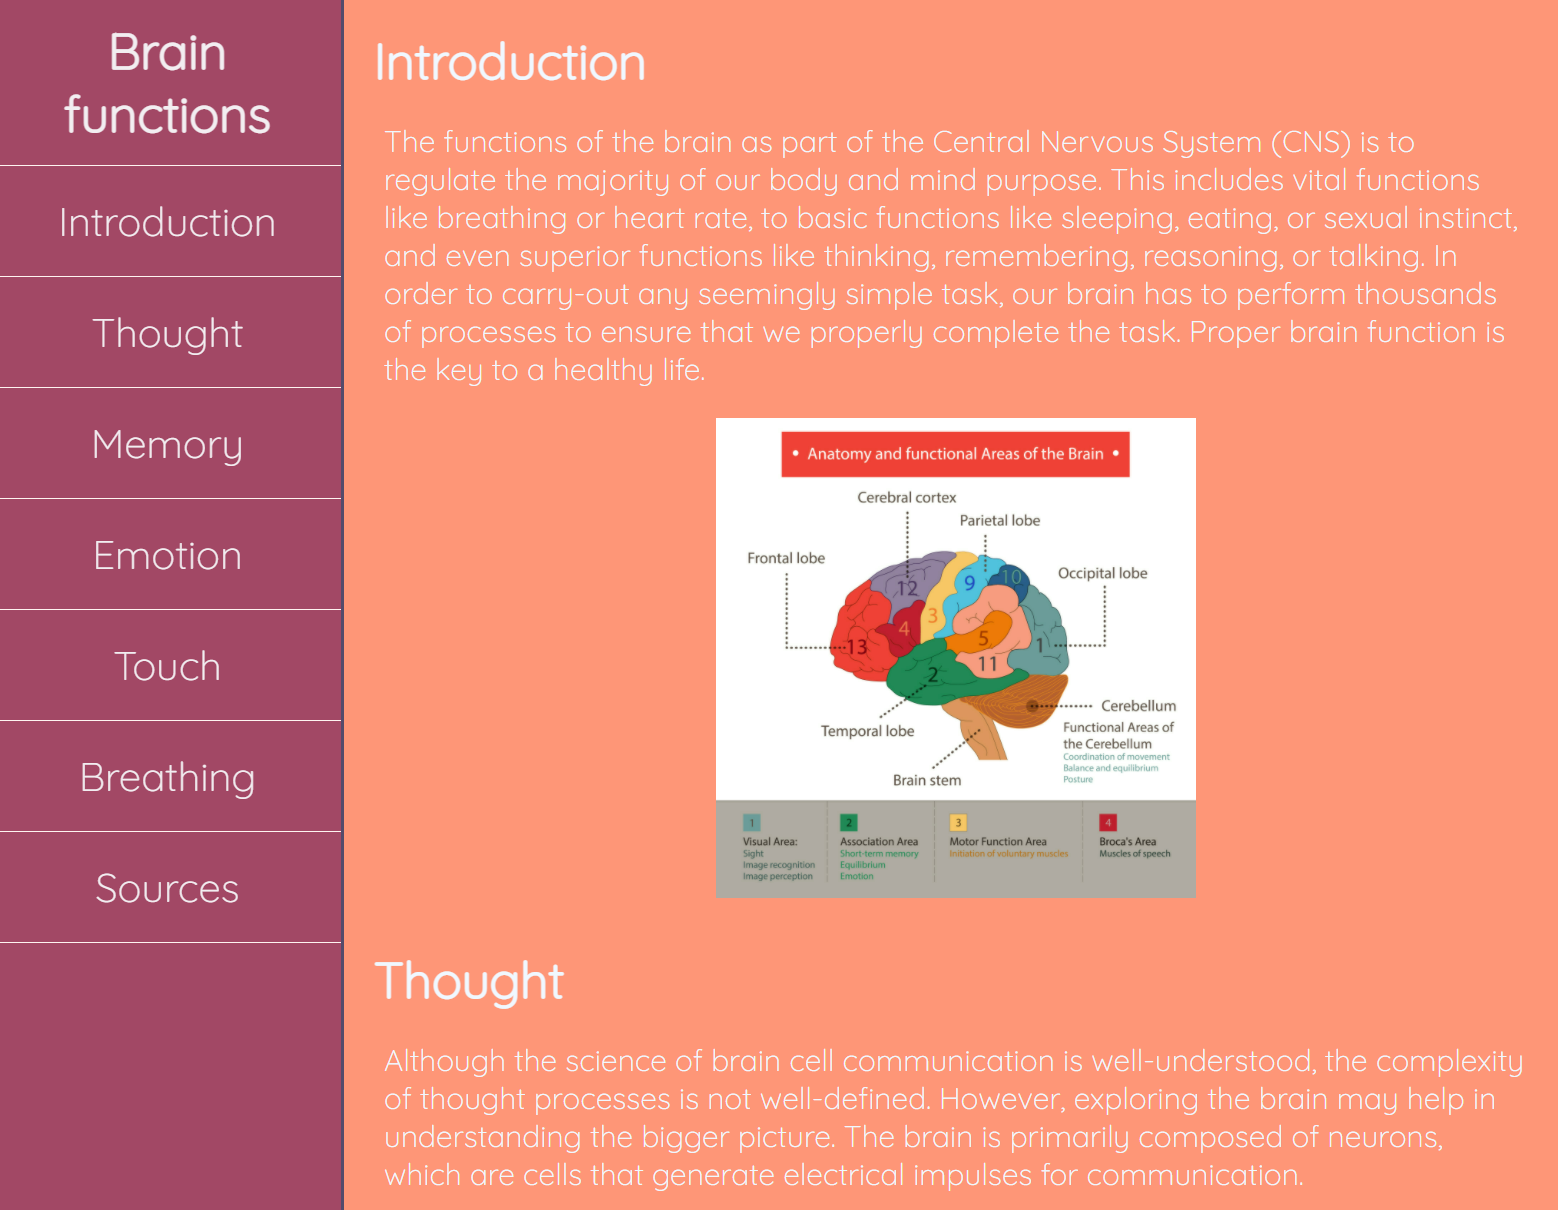 Brain
functions
Introduction
Thought
Memory
Emotion
Touch
Breathing
Sources
Introduction
The functions of the brain as part of the Central Nervous System (CNS) is to
regulate the majority of our body and mind purpose. This includes vital functions
like breathing or heart rate, to basic functions like sleeping, eating, or sexual instinct,
and even superior functions like thinking, remembering, reasoning, or talking. In
order to carry-out any seemingly simple task, our brain has to perform thousands
of processes to ensure that we properly complete the task. Proper brain function is
the key to a healthy life.
• Anatomy and functional Areas of the Brain •
Cerebral cortex
Parietal lobe
Frontal lobe
Occipital lobe
12
9
10
3
4
5
13
1
11
2
Cerebellum
Temporal lobe
Functional Areas of
the Cerebellum
Coordination of movement
Balance and equilibrium
Posture
Brain stem
1
Visual Area:
Sight
Image recognition
Image perception
2
Association Area
Short-term memory
Equilibrium
Emotion
3
Motor Function Area
Initiation of voluntary muscles
4
Broca's Area
Muscles of speech
Thought
Although the science of brain cell communication is well-understood, the complexity
of thought processes is not well-defined. However, exploring the brain may help in
understanding the bigger picture. The brain is primarily composed of neurons,
which are cells that generate electrical impulses for communication.